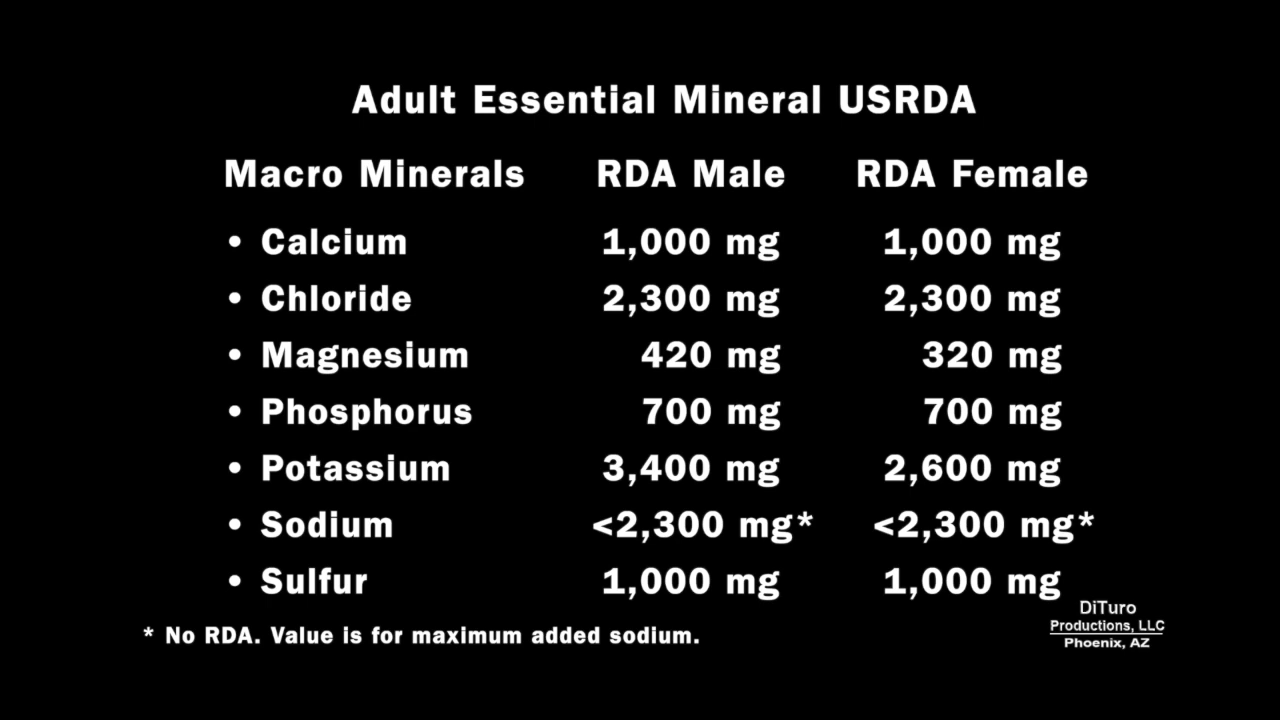 Adult Essential Mineral USRDA
Macro Minerals RDA Male RDA Female
• Calcium 1,000 mg 1,000 mg
• Chloride 2,300 mg 2,300 mg
• Magnesium 420 mg 320 mg
• Phosphorus 700 mg 700 mg
• Potassium 3,400 mg 2,600 mg
• Sodium <2,300 mg* <2,300 mg*
• Sulfur 1,000 mg 1,000 mg
* No RDA. Value is for maximum added sodium.
DiTuro
Productions, LLC
Phoenix, AZ